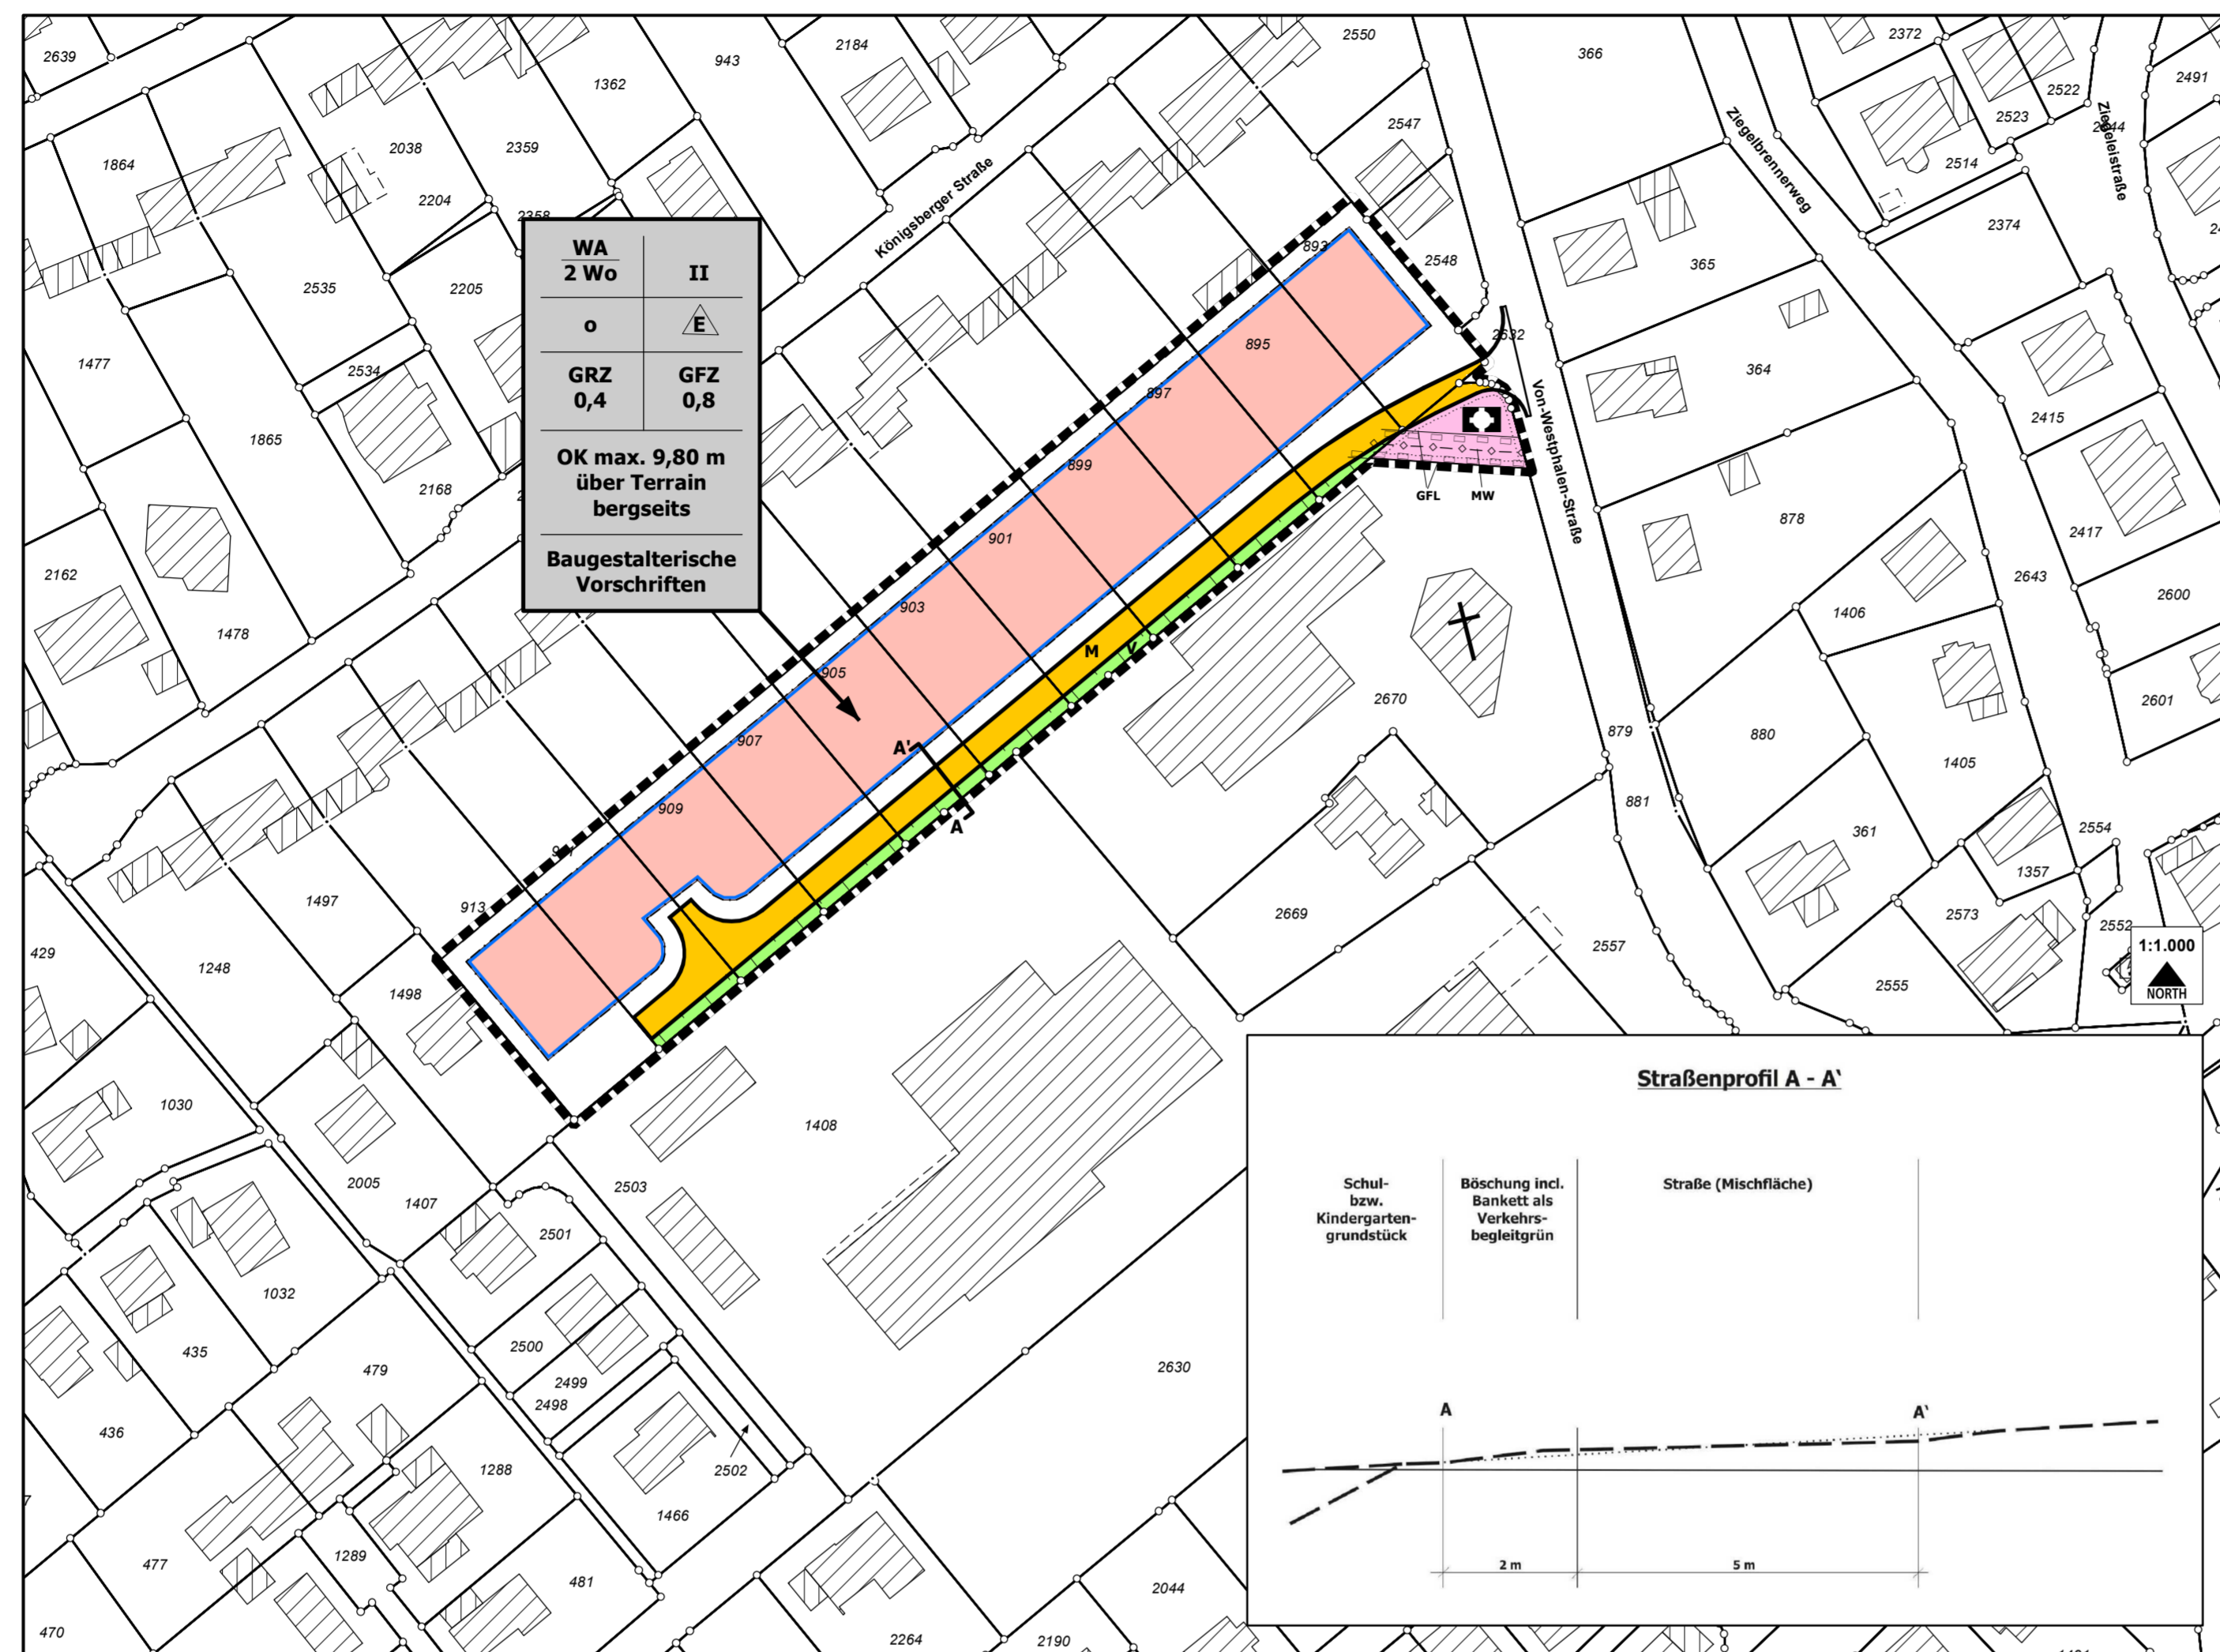 2639
943
2184
2550
366
2372
2491
1362
2522
2523
2547
1864
2038
2359
2514
2204
2358
Königsberger Straße
Ziegelbrennerweg
Ziegeleistraße
2374
893
2548
365
2535
2205
WA
2 Wo
II
o
E
GRZ
0,4
GFZ
0,8
OK max. 9,80 m
über Terrain
bergseits
Baugestalterische
Vorschriften
895
2632
364
1477
2534
897
Von-Westphalen-Straße
2415
1865
899
2168
GFL
MW
878
2417
901
2162
2643
2600
903
1406
1478
M
V
905
2670
2601
907
A'
879
880
1405
909
881
A
361
2554
1357
913
1497
2669
2573
2552
429
1248
2557
1:1.000
NORTH
1498
2555
Straßenprofil A - A‘
1030
1408
2005
1407
2503
Schul-
bzw.
Kindergarten-
grundstück
Böschung incl.
Bankett als
Verkehrs-
begleitgrün
Straße (Mischfläche)
2501
1032
435
2500
479
2499
2498
2630
A
A‘
436
1288
2502
1466
477
1289
481
2 m
5 m
2044
470
2264
2190